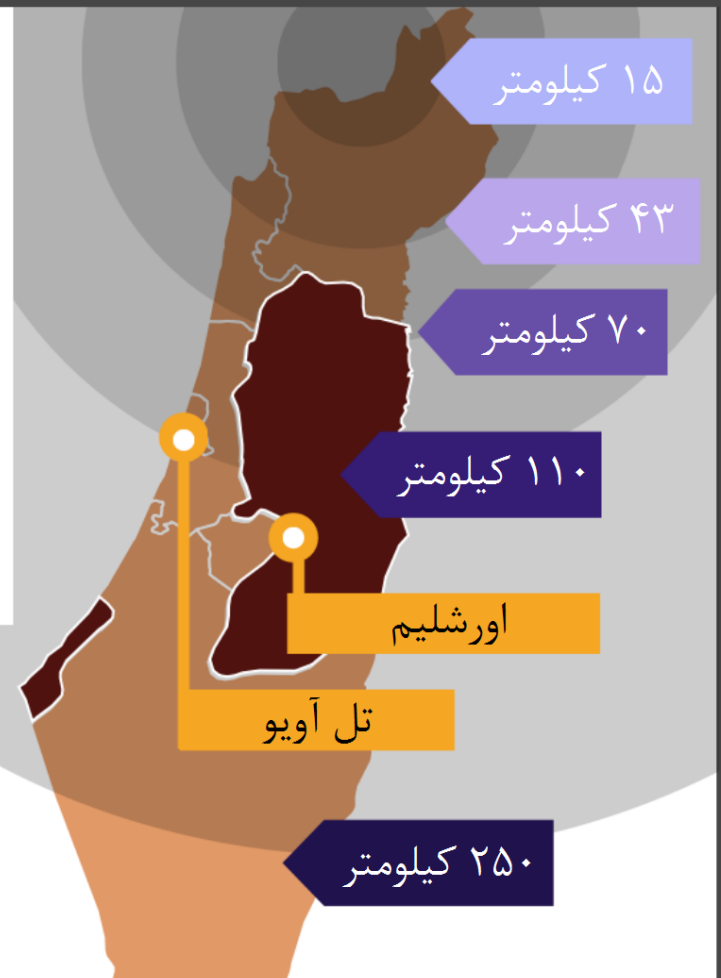 ۱۵ کیلومتر
۴۳ کیلومتر
۷۰ کیلومتر
۱۱۰ کیلومتر
اورشلیم
تل آویو
۲۵۰ کیلومتر